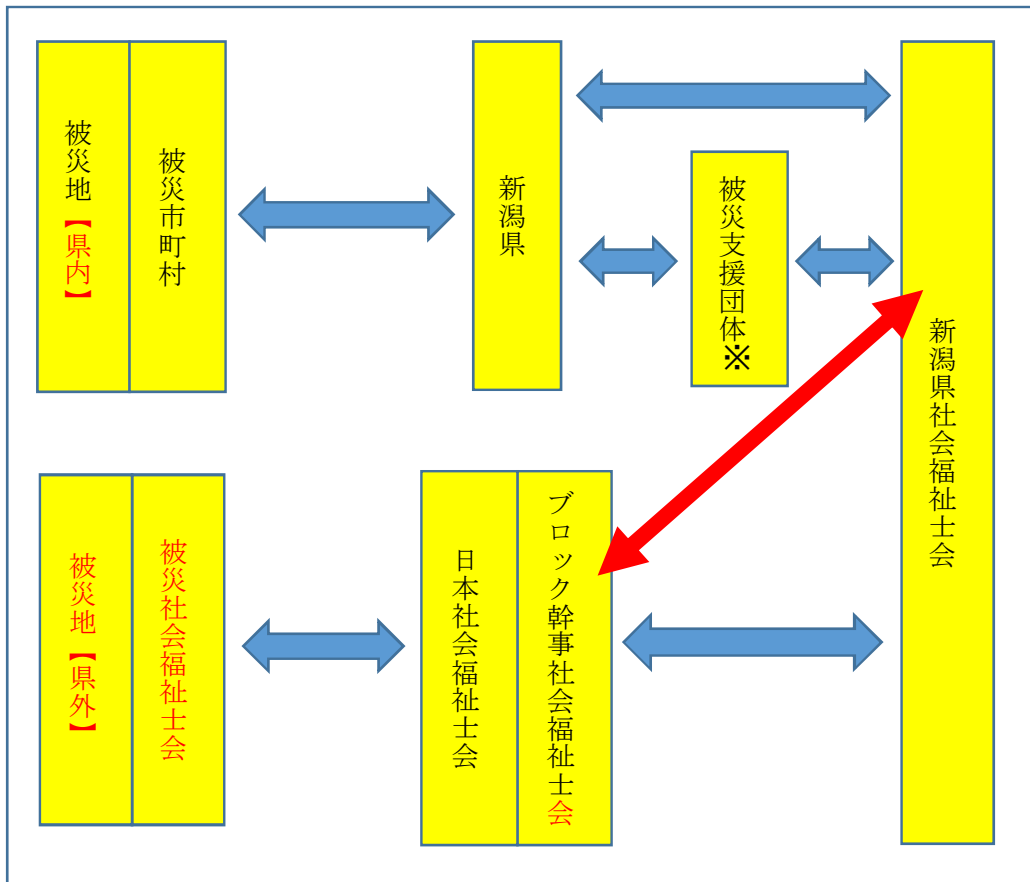 被災地【県内】
被災市町村
新潟県
被災支援団体※
新潟県社会福祉士会
被災地【県外】
被災社会福祉士会
日本社会福祉士会
ブロック幹事社会福祉士会